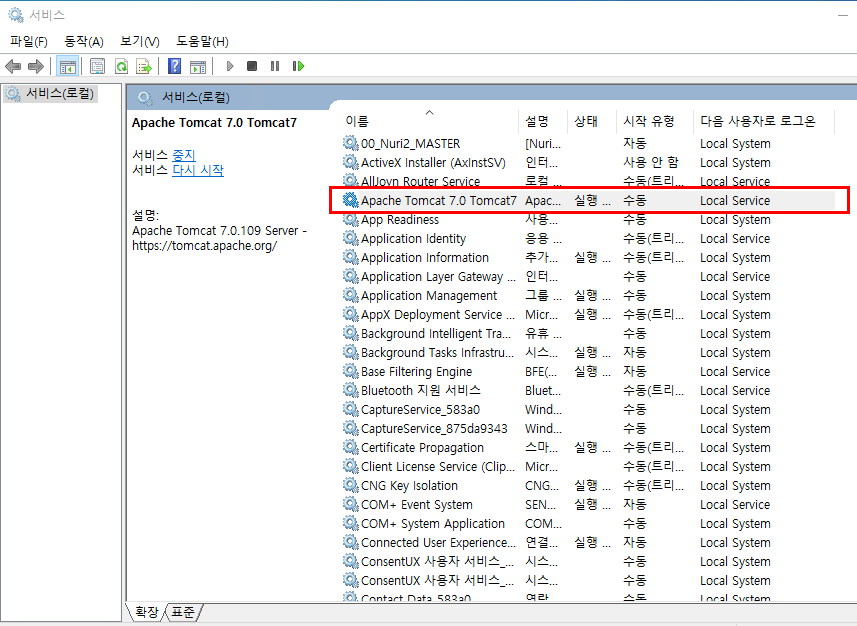 서비스
파일(F) 동작(A) 보기(V) 도움말(H)
서비스(로컬)
서비스(로컬)
Apache Tomcat 7.0 Tomcat7
서비스 중지
서비스 다시 시작
설명:
Apache Tomcat 7.0.109 Server -
https://tomcat.apache.org/
이름 설명 상태 시작 유형 다음 사용자로 로그온
00_Nuri2_MASTER [Nuri... 자동 Local System
ActiveX Installer (AxInstSV) 인터... 사용 안 함 Local System
AllJoyn Router Service 로컬 ... 수동(트리... Local Service
Apache Tomcat 7.0 Tomcat7 Apac... 실행 ... 수동 Local Service
App Readiness 사용... 수동 Local System
Application Identity 응용 ... 수동(트리... Local Service
Application Information 추가... 실행 ... 수동(트리... Local System
Application Layer Gateway ... 인터... 수동 Local Service
Application Management 그룹 ... 실행 ... 수동 Local System
AppX Deployment Service ... Micr... 실행 ... 수동(트리... Local System
Background Intelligent Tra... 유휴 ... 수동 Local System
Background Tasks Infrastru... 시스... 실행 ... 자동 Local System
Base Filtering Engine BFE(... 실행 ... 자동 Local Service
Bluetooth 지원 서비스 Bluet... 수동(트리... Local Service
CaptureService_583a0 Wind... 수동 Local System
CaptureService_875da9343 Wind... 수동 Local System
Certificate Propagation 스마... 실행 ... 수동(트리... Local System
Client License Service (Clip... Micr... 수동(트리... Local System
CNG Key Isolation CNG... 실행 ... 수동(트리... Local System
COM+ Event System SEN... 실행 ... 자동 Local Service
COM+ System Application COM... 수동 Local System
Connected User Experience... 연결... 실행 ... 자동 Local System
ConsentUX 사용자 서비스_... 시스... 수동 Local System
ConsentUX 사용자 서비스_... 시스... 수동 Local System
Contact Data_583a0 연락... 수동 Local System
확장 표준